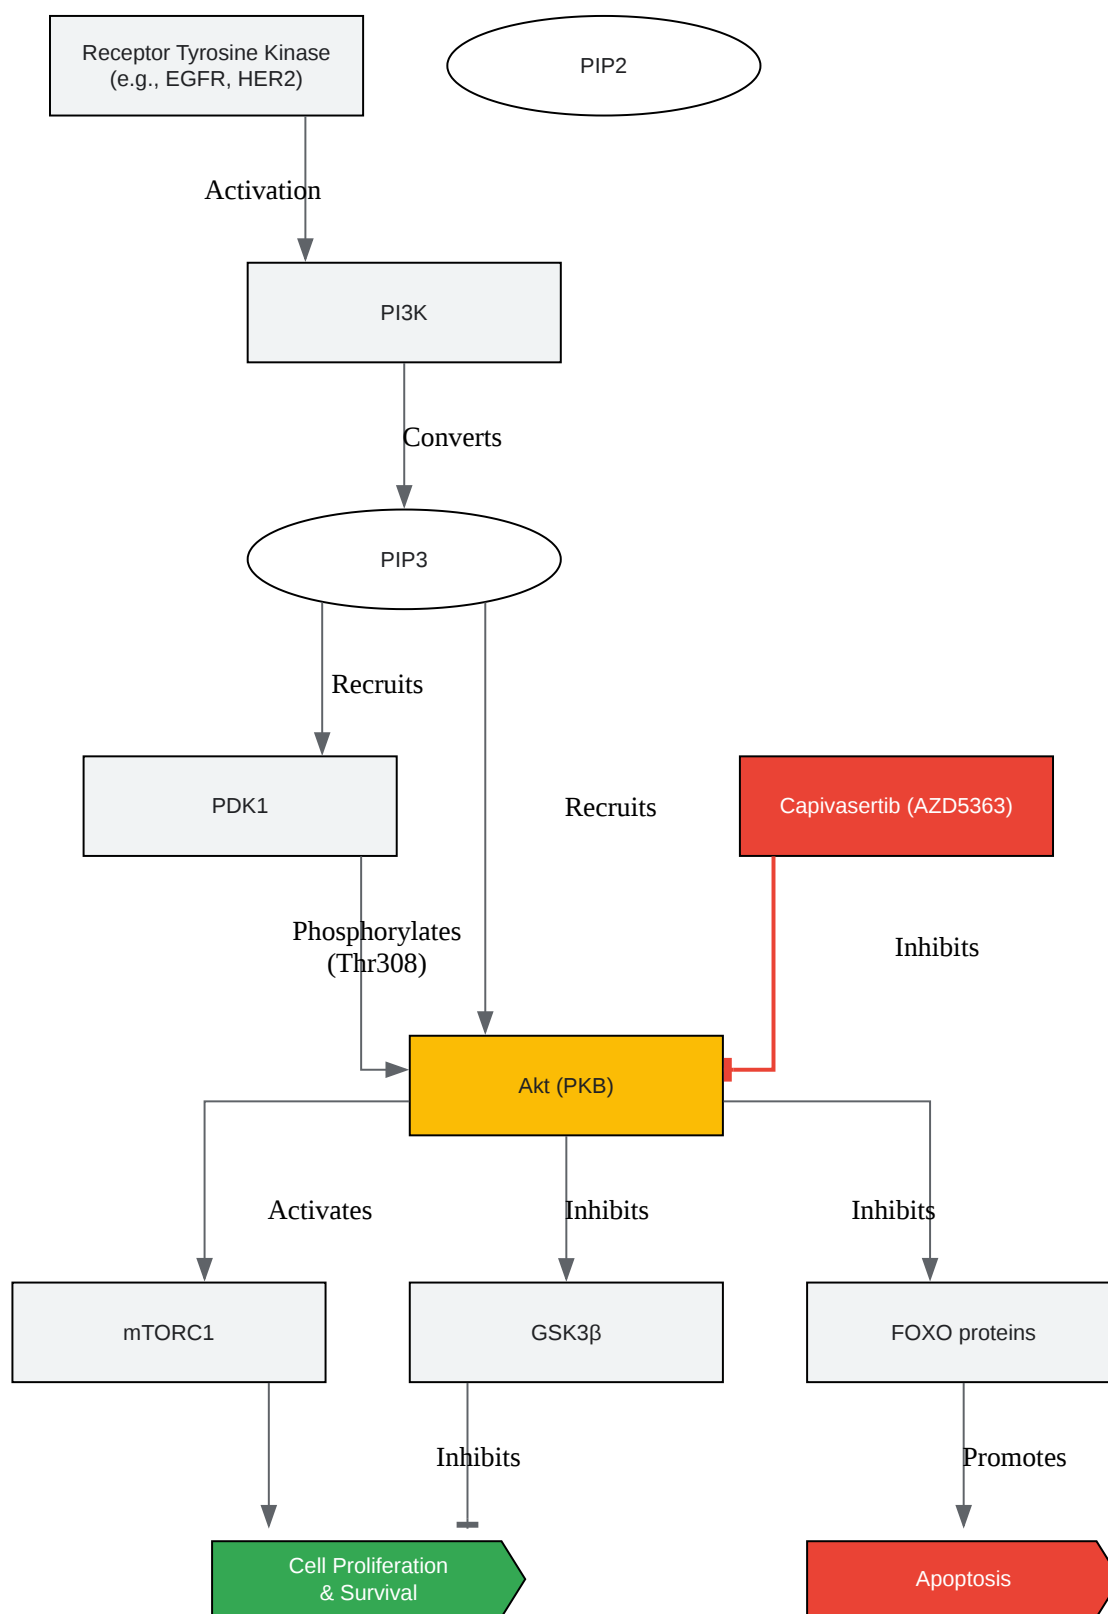 Receptor Tyrosine Kinase
(e.g., EGFR, HER2)
PIP2
Activation
PI3K
Converts
PIP3
Recruits
PDK1
Recruits
Capivasertib (AZD5363)
Phosphorylates
(Thr308)
Inhibits
Akt (PKB)
Activates
Inhibits
Inhibits
mTORC1
GSK3β
FOXO proteins
Inhibits
Promotes
Cell Proliferation
& Survival
Apoptosis